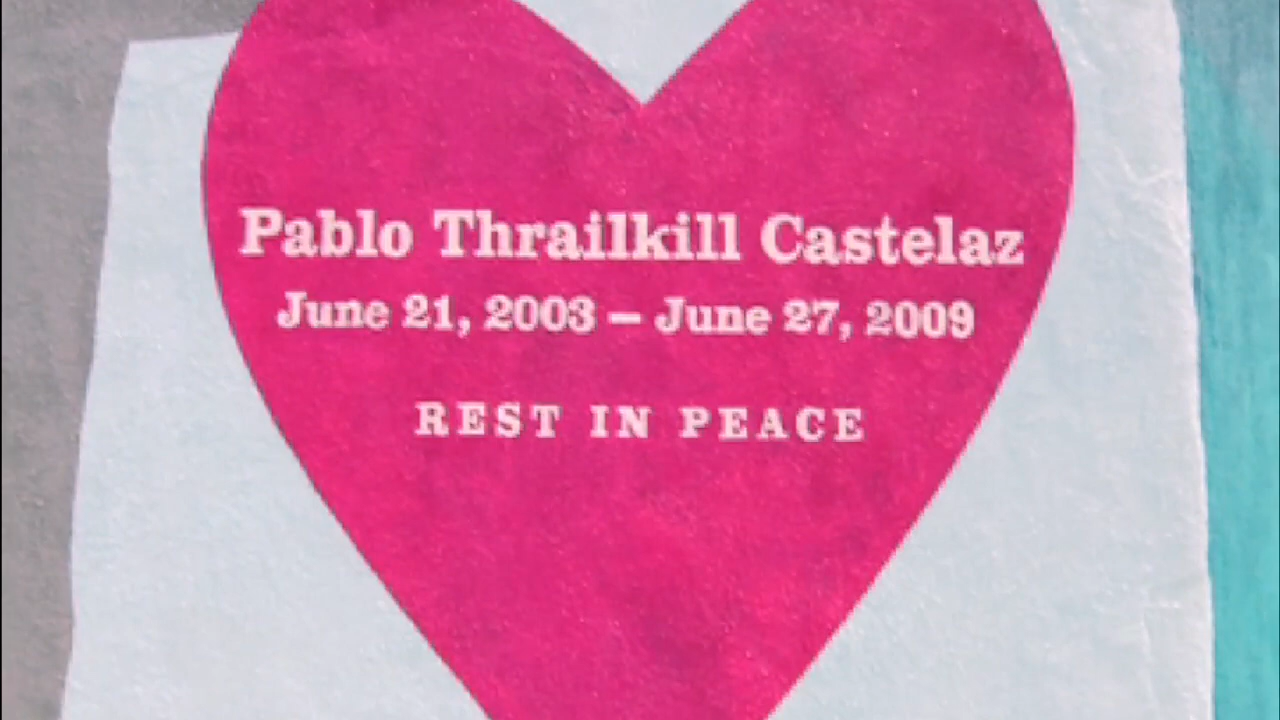 Pablo Thrailkill Castelaz
June 21, 2003 – June 27, 2009
REST IN PEACE